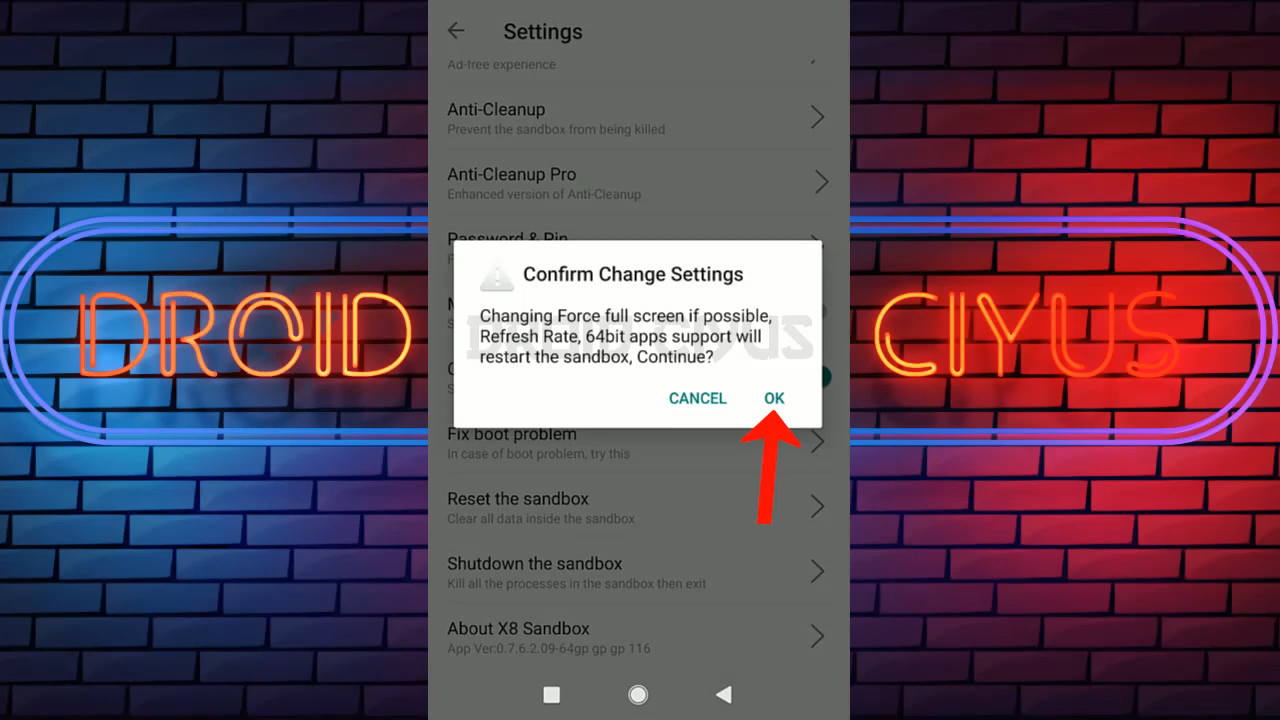 Settings
Ad-free experience
Anti-Cleanup
Prevent the sandbox from being killed
Anti-Cleanup Pro
Enhanced version of Anti-Cleanup
Password & Pin
Confirm Change Settings
Changing Force full screen if possible,
Refresh Rate, 64bit apps support will
restart the sandbox, Continue?
CANCEL OK
Fix boot problem
In case of boot problem, try this
Reset the sandbox
Clear all data inside the sandbox
Shutdown the sandbox
Kill all the processes in the sandbox then exit
About X8 Sandbox
App Ver:0.7.6.2.09-64gp gp gp 116
DROID CIYUS
DROID CIYUS